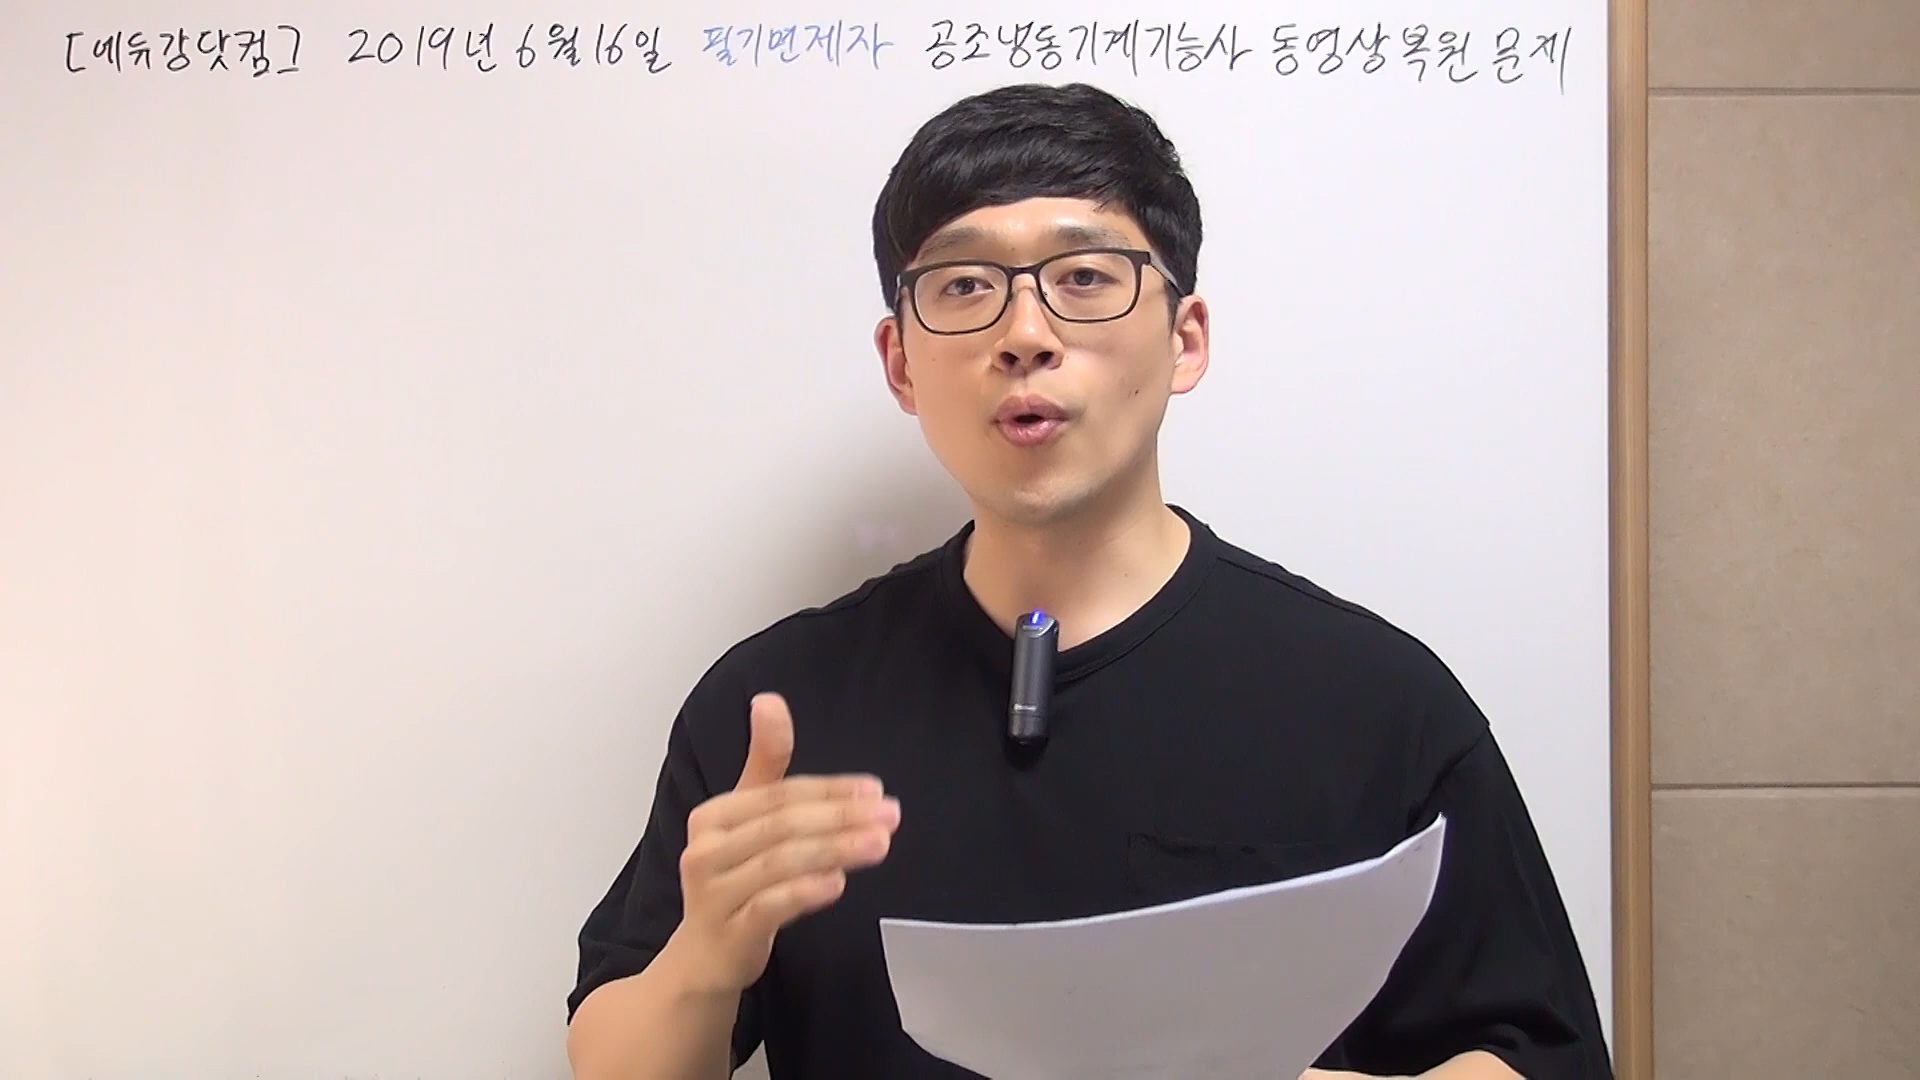 [에듀강닷컴] 2019년 6월 16일 필기면제자 공조냉동기계기능사 동영상 복원 문제